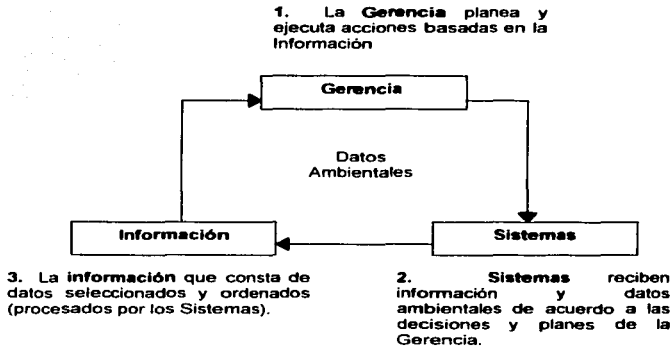 1. La Gerencia planea y
ejecuta acciones basadas en la
Información
Gerencia
Datos
Ambientales
Información
Sistemas
3. La información que consta de
datos seleccionados y ordenados
(procesados por los Sistemas).
2. Sistemas reciben
información y datos
ambientales de acuerdo a las
decisiones y planes de la
Gerencia.